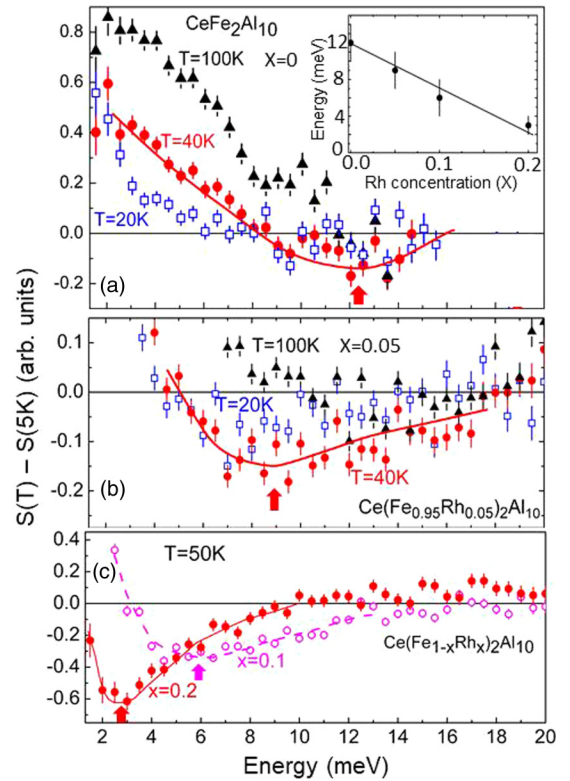 CeFe2Al10
T=100K X=0
T=40K
T=20K
(a)
0.8
0.6
0.4
0.2
0.0
-0.2
Energy (meV)
12
8
4
0
0.0 0.1 0.2
Rh concentration (X)
S(T) – S(5K) (arb. units)
0.1
0.0
-0.1
-0.2
T=100K X=0.05
T=20K
T=40K
(b)
Ce(Fe0.95Rh0.05)2Al10
(c)
T=50K
0.4
0.2
0.0
-0.2
-0.4
-0.6
x=0.2
x=0.1
Ce(Fe1-xRhx)2Al10
2 4 6 8 10 12 14 16 18 20
Energy (meV)